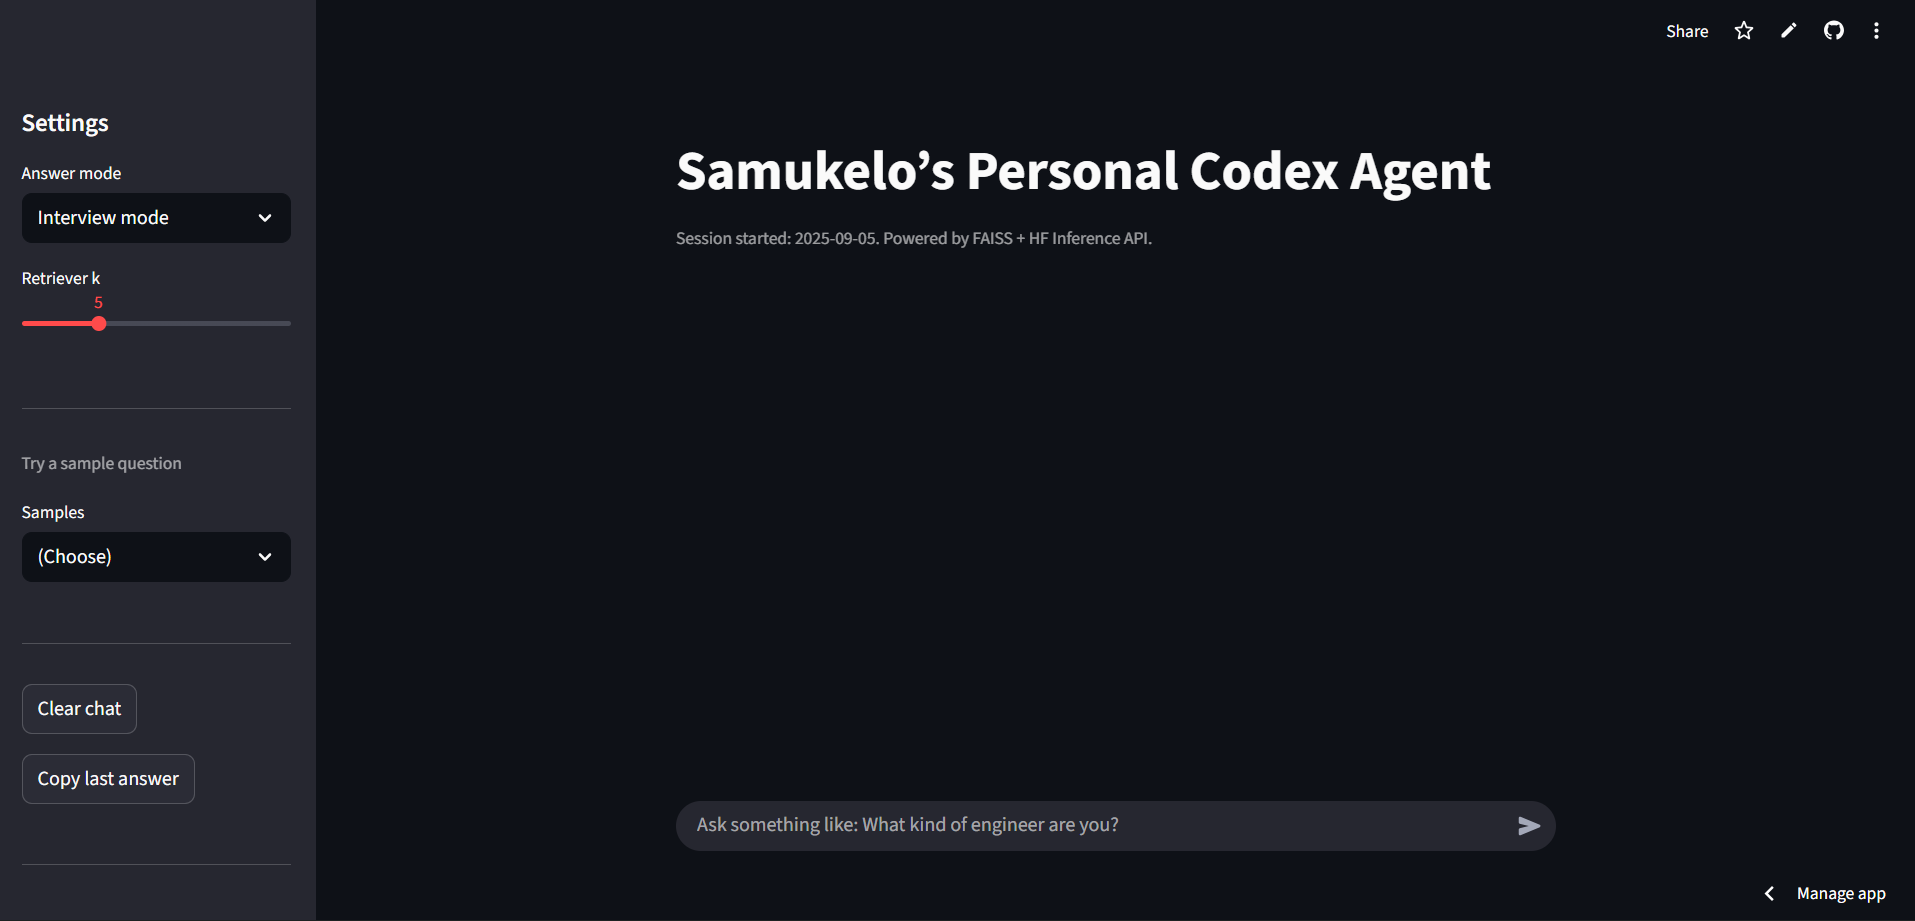 Share
Settings
Answer mode
Interview mode
Retriever k
5
Try a sample question
Samples
(Choose)
Clear chat
Copy last answer
Samukelo’s Personal Codex Agent
Session started: 2025-09-05. Powered by FAISS + HF Inference API.
Ask something like: What kind of engineer are you?
Manage app